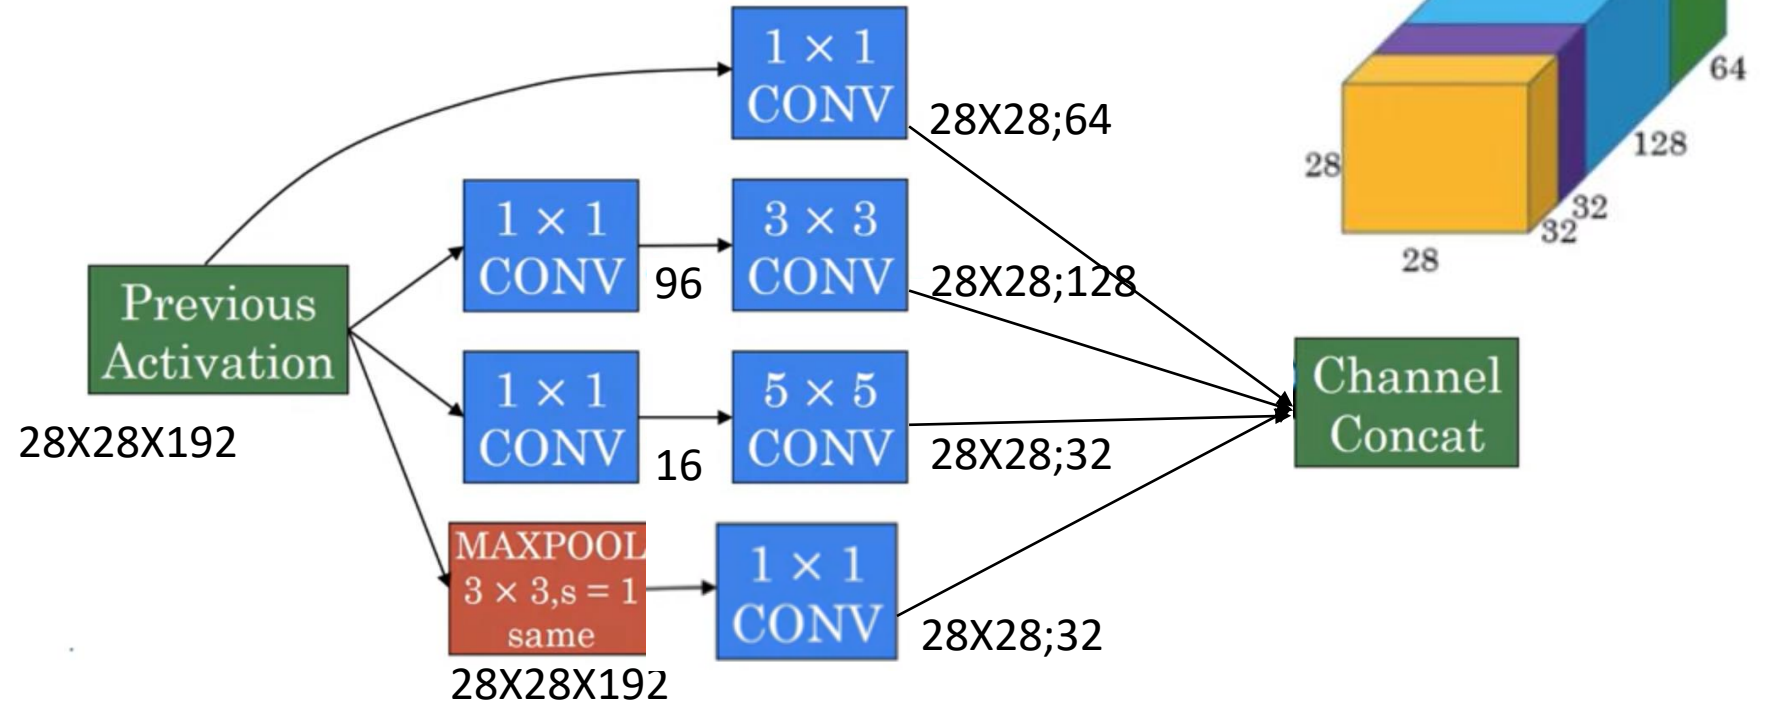 1 × 1
CONV
28X28;64
64
128
28
32
32
28
1 × 1
CONV
96
3 × 3
CONV
28X28;128
Previous
Activation
28X28X192
1 × 1
CONV
16
5 × 5
CONV
28X28;32
Channel
Concat
MAXPOOL
3 × 3,s = 1
same
28X28X192
1 × 1
CONV
28X28;32